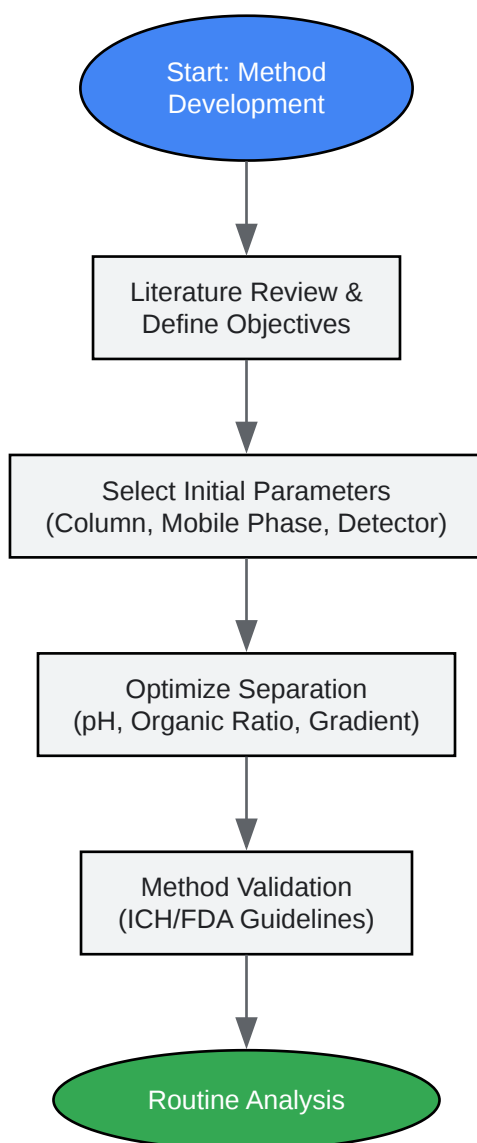 Start: Method
Development
Literature Review &
Define Objectives
Select Initial Parameters
(Column, Mobile Phase, Detector)
Optimize Separation
(pH, Organic Ratio, Gradient)
Method Validation
(ICH/FDA Guidelines)
Routine Analysis